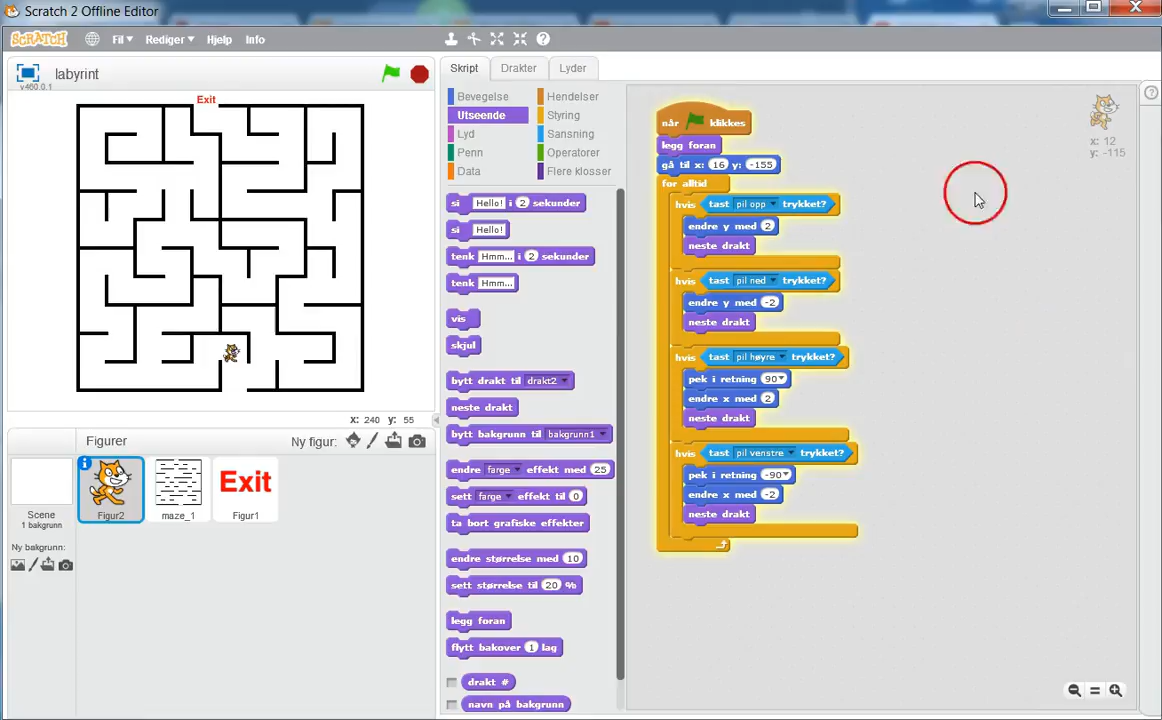 Scratch 2 Offline Editor
SCRATCH Fil Rediger Hjelp Info
labyrint
v460.0.1
Exit
x: 240 y: 55
Skript Drakter Lyder
Bevegelse Hendelser
Utseende Styring
Lyd Sansning
Penn Operatorer
Data Flere klosser
si Hello! i 2 sekunder
si Hello!
tenk Hmm... i 2 sekunder
tenk Hmm...
vis
skjul
bytt drakt til drakt2
neste drakt
bytt bakgrunn til bakgrunn1
endre farge effekt med 25
sett farge effekt til 0
ta bort grafiske effekter
endre størrelse med 10
sett størrelse til 20 %
legg foran
flytt bakover 1 lag
drakt #
navn på bakgrunn
når klikkes
legg foran
gå til x: 16 y: -155
for alltid
hvis tast pil opp trykket?
endre y med 2
neste drakt
hvis tast pil ned trykket?
endre y med -2
neste drakt
hvis tast pil høyre trykket?
pek i retning 90
endre x med 2
neste drakt
hvis tast pil venstre trykket?
pek i retning -90
endre x med -2
neste drakt
x: 12
y: -115
Figurer Ny figur:
Scene
1 bakgrunn
Ny bakgrunn:
Figur2
maze_1
Exit
Figur1